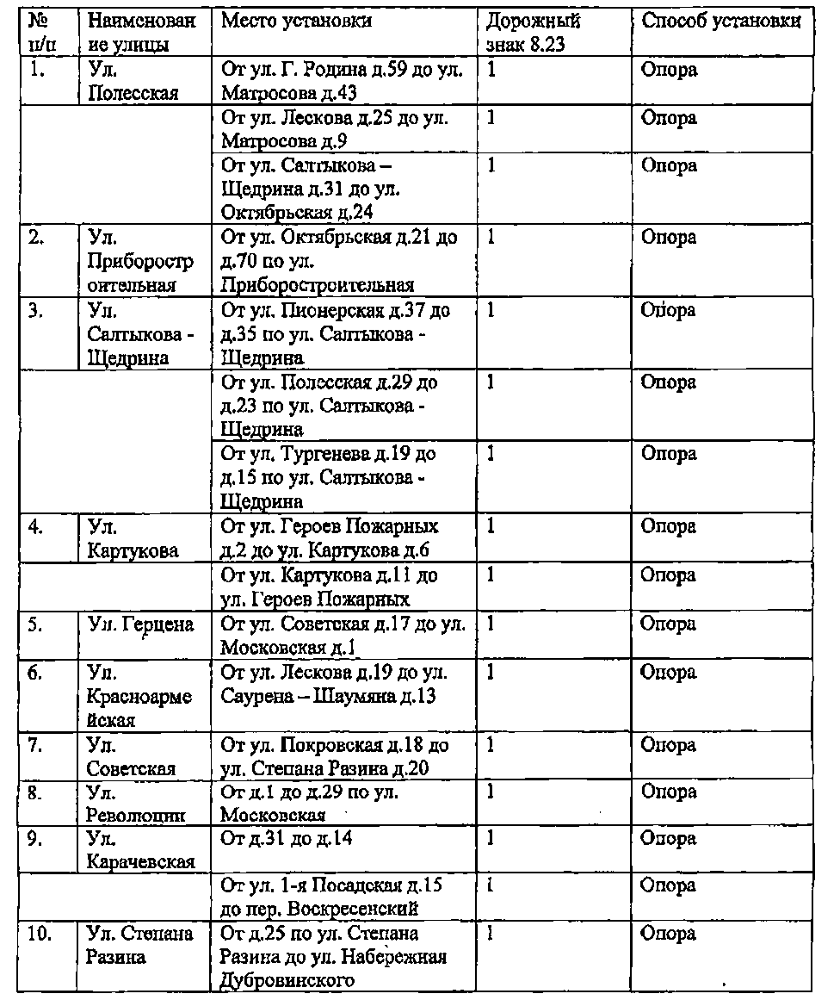 № Наименован Место установки Дорожный Способ установки
п/п ие улицы знак 8.23
1. Ул. От ул. Г. Родина д.59 до ул. 1 Опора
Полесская Матросова д.43
От ул. Лескова д.25 до ул. 1 Опора
Матросова д.9
От ул. Салтыкова – 1 Опора
Щедрина д.31 до ул.
Октябрьская д.24
2. Ул. От ул. Октябрьская д.21 до 1 Опора
Приборостр д.70 по ул.
оительная Приборостроительная
3. Ул. От ул. Пионерская д.37 до 1 Опора
Салтыкова - д.35 по ул. Салтыкова -
Щедрина Щедрина
От ул. Полесская д.29 до 1 Опора
д.23 по ул. Салтыкова -
Щедрина
От ул. Тургенева д.19 до 1 Опора
д.15 по ул. Салтыкова -
Щедрина
4. Ул. От ул. Героев Пожарных 1 Опора
Картукова д.2 до ул. Картукова д.6
От ул. Картукова д.11 до 1 Опора
ул. Героев Пожарных
5. Ул. Герцена От ул. Советская д.17 до ул. 1 Опора
Московская д.1
6. Ул. От ул. Лескова д.19 до ул. 1 Опора
Красноарме Саурена – Шаумяна д.13
йская
7. Ул. От ул. Покровская д.18 до 1 Опора
Советская ул. Степана Разина д.20
8. Ул. От д.1 до д.29 по ул. 1 Опора
Революции Московская
9. Ул. От д.31 до д.14 1 Опора
Карачевская
От ул. 1-я Посадская д.15 1 Опора
до пер. Воскресенский
10. Ул. Степана От д.25 по ул. Степана 1 Опора
Разина Разина до ул. Набережная
Дубровинского